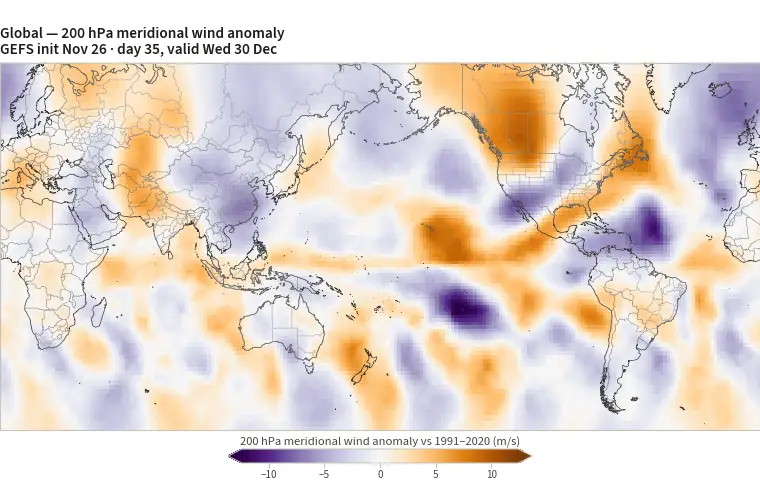 Global — 200 hPa meridional wind anomaly
GEFS init Nov 26 · day 35, valid Wed 30 Dec
200 hPa meridional wind anomaly vs 1991–2020 (m/s)
−10 −5 0 5 10